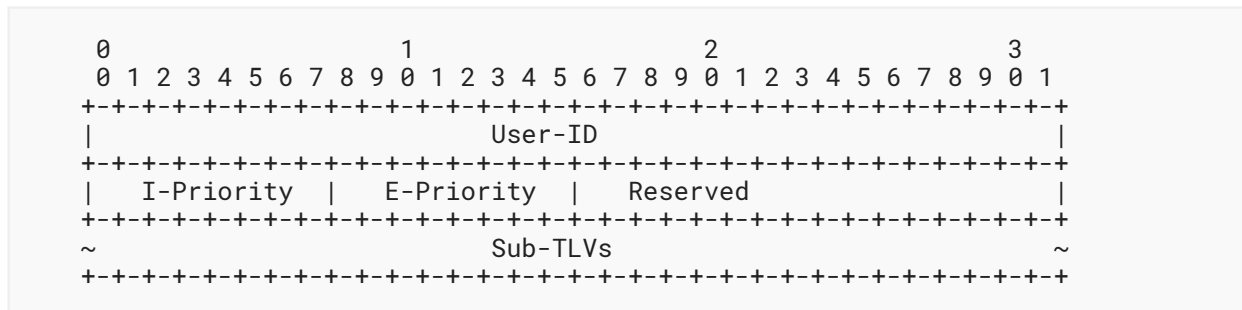 0                   1                   2                   3
0 1 2 3 4 5 6 7 8 9 0 1 2 3 4 5 6 7 8 9 0 1 2 3 4 5 6 7 8 9 0 1
+-+-+-+-+-+-+-+-+-+-+-+-+-+-+-+-+-+-+-+-+-+-+-+-+-+-+-+-+-+-+-+-+
|                          User-ID                              |
+-+-+-+-+-+-+-+-+-+-+-+-+-+-+-+-+-+-+-+-+-+-+-+-+-+-+-+-+-+-+-+-+
|   I-Priority  |   E-Priority  |   Reserved                    |
+-+-+-+-+-+-+-+-+-+-+-+-+-+-+-+-+-+-+-+-+-+-+-+-+-+-+-+-+-+-+-+-+
~                          Sub-TLVs                             ~
+-+-+-+-+-+-+-+-+-+-+-+-+-+-+-+-+-+-+-+-+-+-+-+-+-+-+-+-+-+-+-+-+